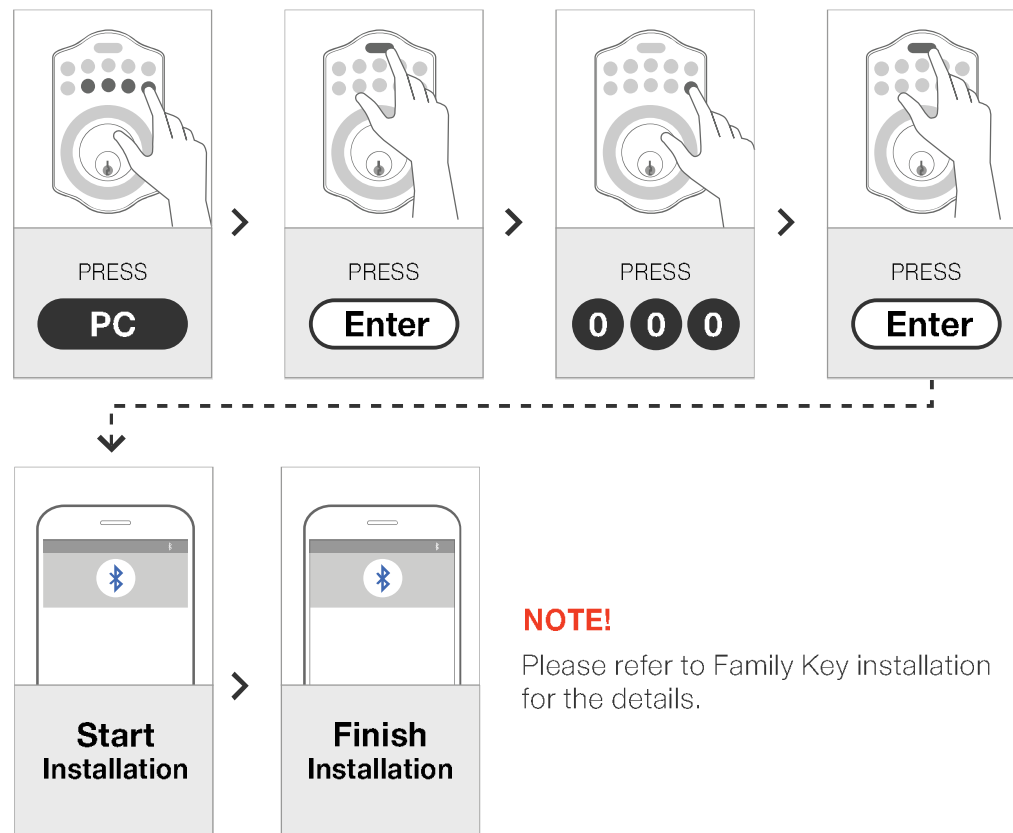 PRESS
PC
PRESS
Enter
PRESS
0 0 0
PRESS
Enter
Start
Installation
Finish
Installation
NOTE!
Please refer to Family Key installation
for the details.